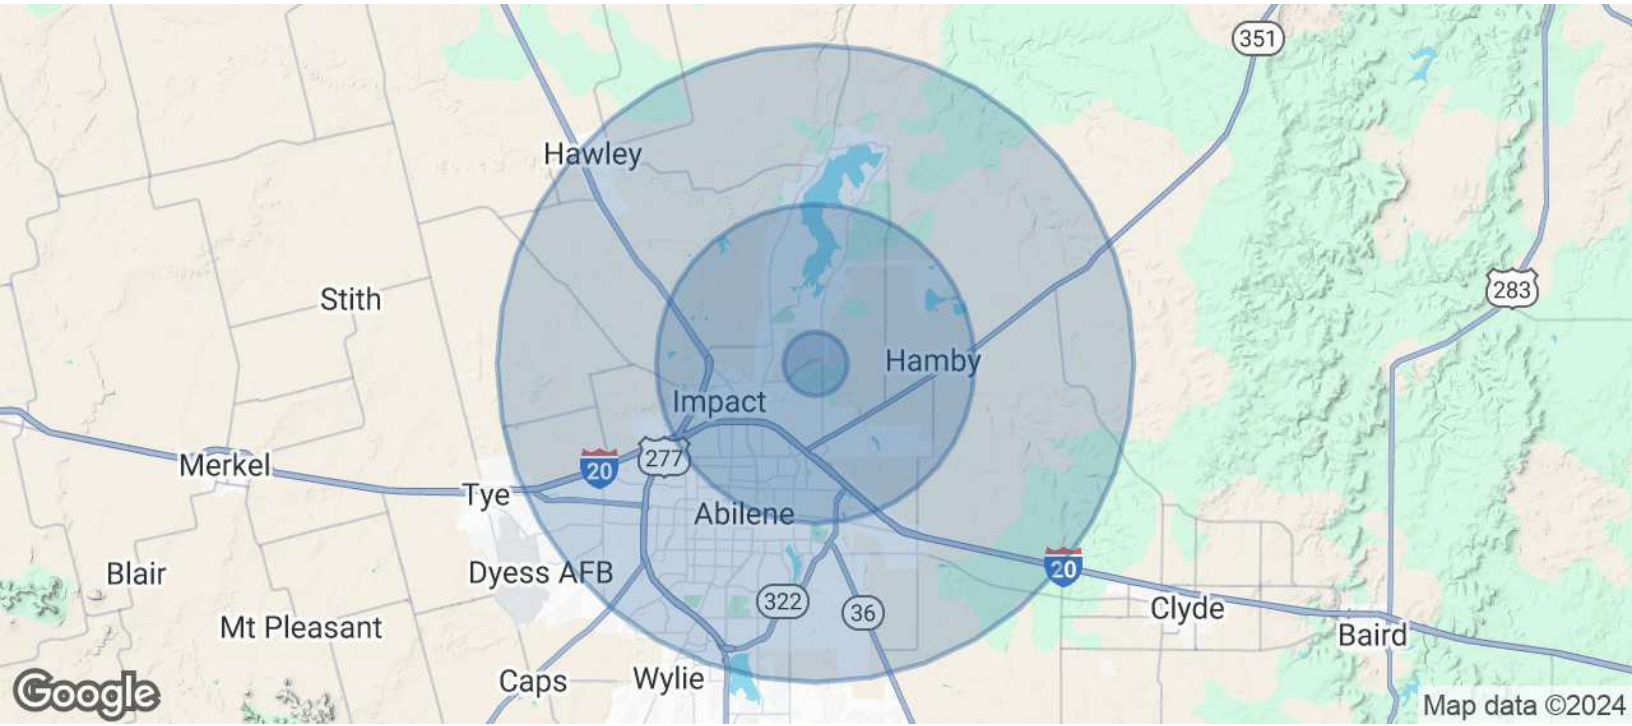 351
Hawley
283
Stith
Hamby
Impact
277
20
Merkel
Tye
Abilene
20
Blair
Dyess AFB
322
36
Clyde
Mt Pleasant
Baird
Caps
Wylie
Google
Map data ©2024